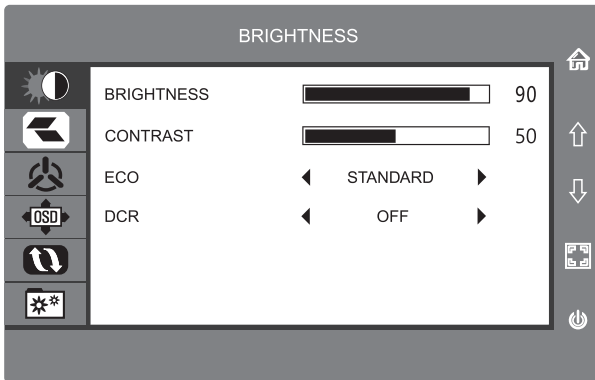 BRIGHTNESS
BRIGHTNESS 90
CONTRAST 50
ECO STANDARD
DCR OFF
OSD